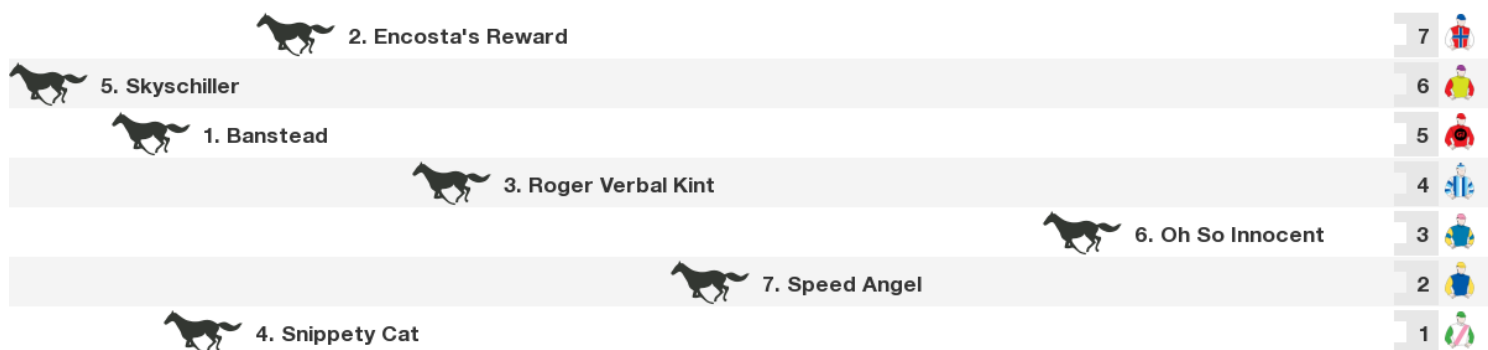 2. Encosta's Reward 7
5. Skyschiller 6
1. Banstead 5
3. Roger Verbal Kint 4
6. Oh So Innocent 3
7. Speed Angel 2
4. Snippety Cat 1